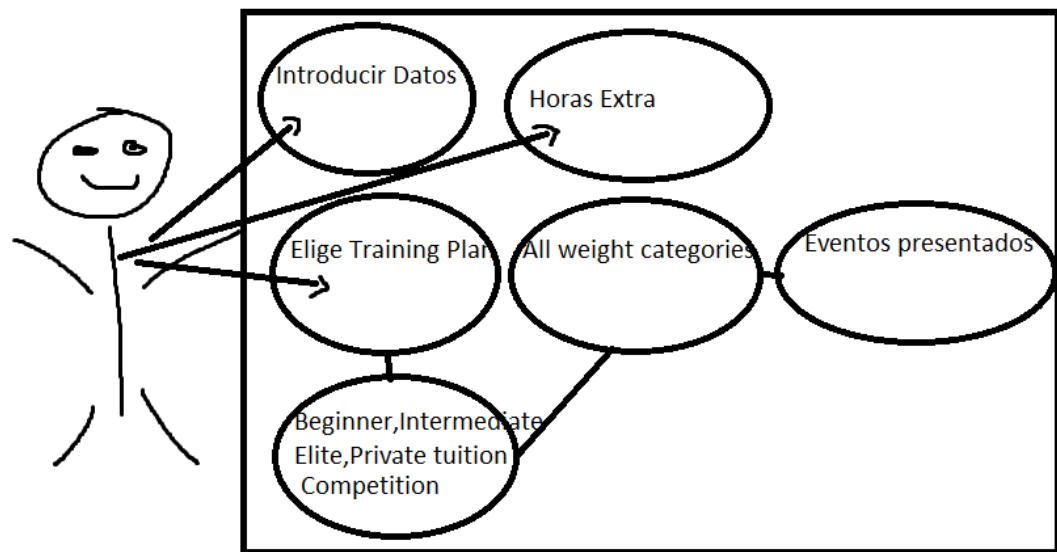 Introducir Datos
Horas Extra
Elige Training Plan
All weight categories
Eventos presentados
Beginner,Intermediate
Elite,Private tuition
Competition